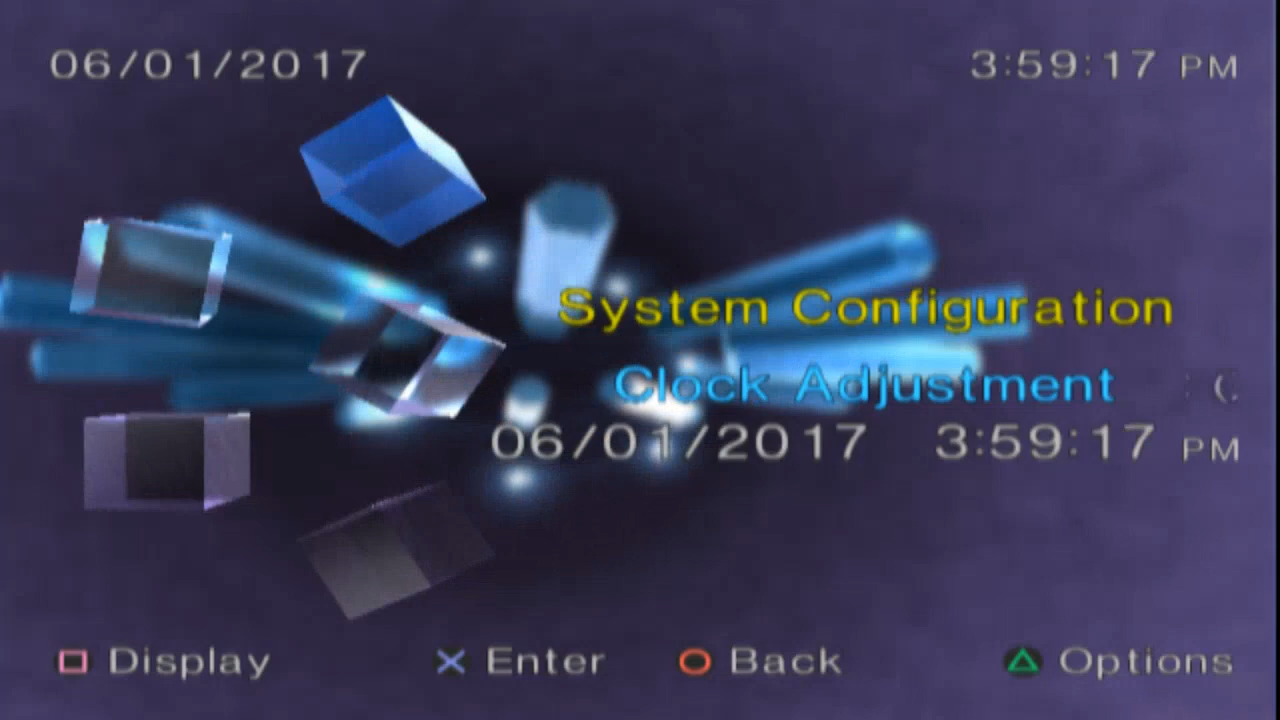 06/01/2017 3:59:17 PM
System Configuration
Clock Adjustment
06/01/2017 3:59:17 PM
Display Enter Back Options